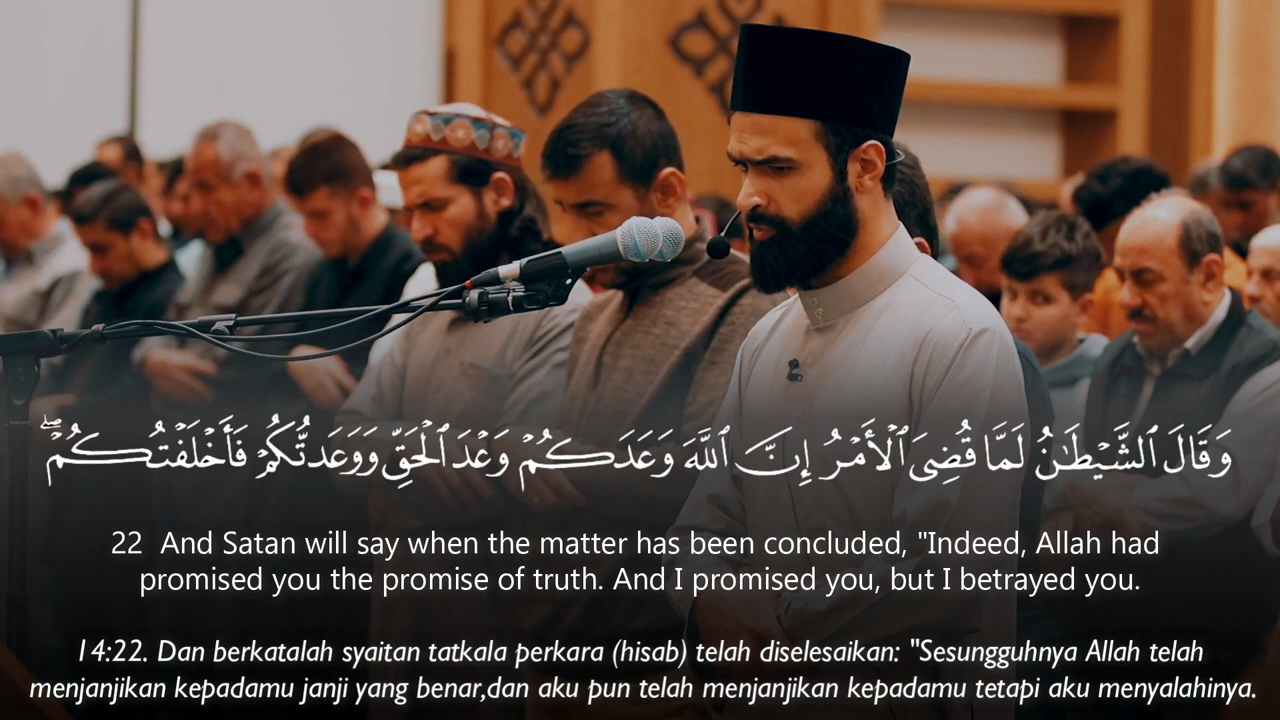 وَقَالَ ٱلشَّيْطَٰنُ لَمَّا قُضِىَ ٱلْأَمْرُ إِنَّ ٱللَّهَ وَعَدَكُمْ وَعْدَ ٱلْحَقِّ وَوَعَدتُّكُمْ فَأَخْلَفْتُكُمْ ۖ
22 And Satan will say when the matter has been concluded, "Indeed, Allah had
promised you the promise of truth. And I promised you, but I betrayed you.
14:22. Dan berkatalah syaitan tatkala perkara (hisab) telah diselesaikan: "Sesungguhnya Allah telah
menjanjikan kepadamu janji yang benar,dan aku pun telah menjanjikan kepadamu tetapi aku menyalahinya.